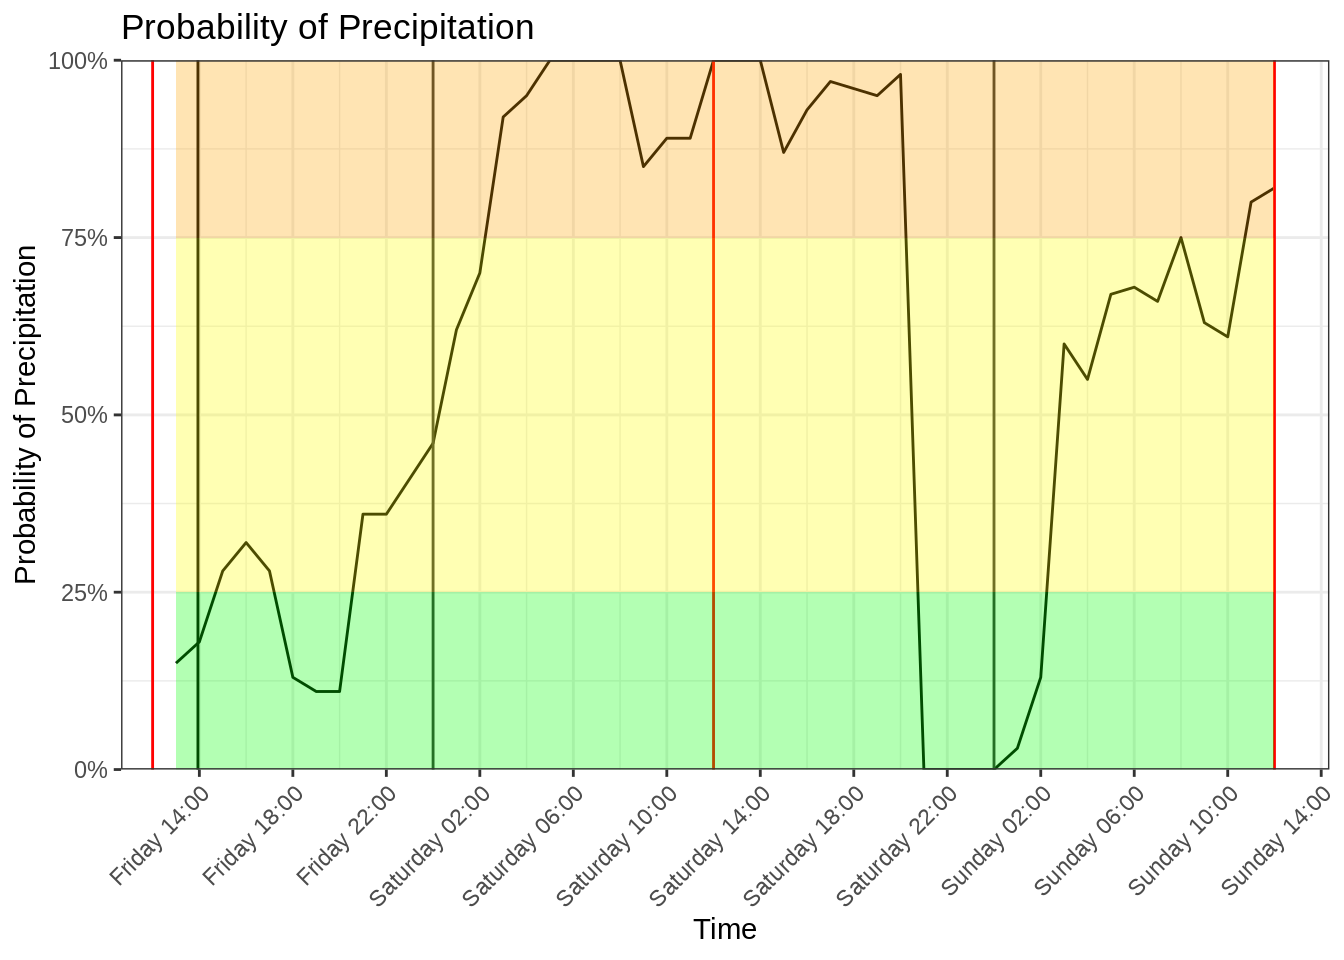 Probability of Precipitation
Probability of Precipitation
100%
75%
50%
25%
0%
Friday 14:00
Friday 18:00
Friday 22:00
Saturday 02:00
Saturday 06:00
Saturday 10:00
Saturday 14:00
Saturday 18:00
Saturday 22:00
Sunday 02:00
Sunday 06:00
Sunday 10:00
Sunday 14:00
Time